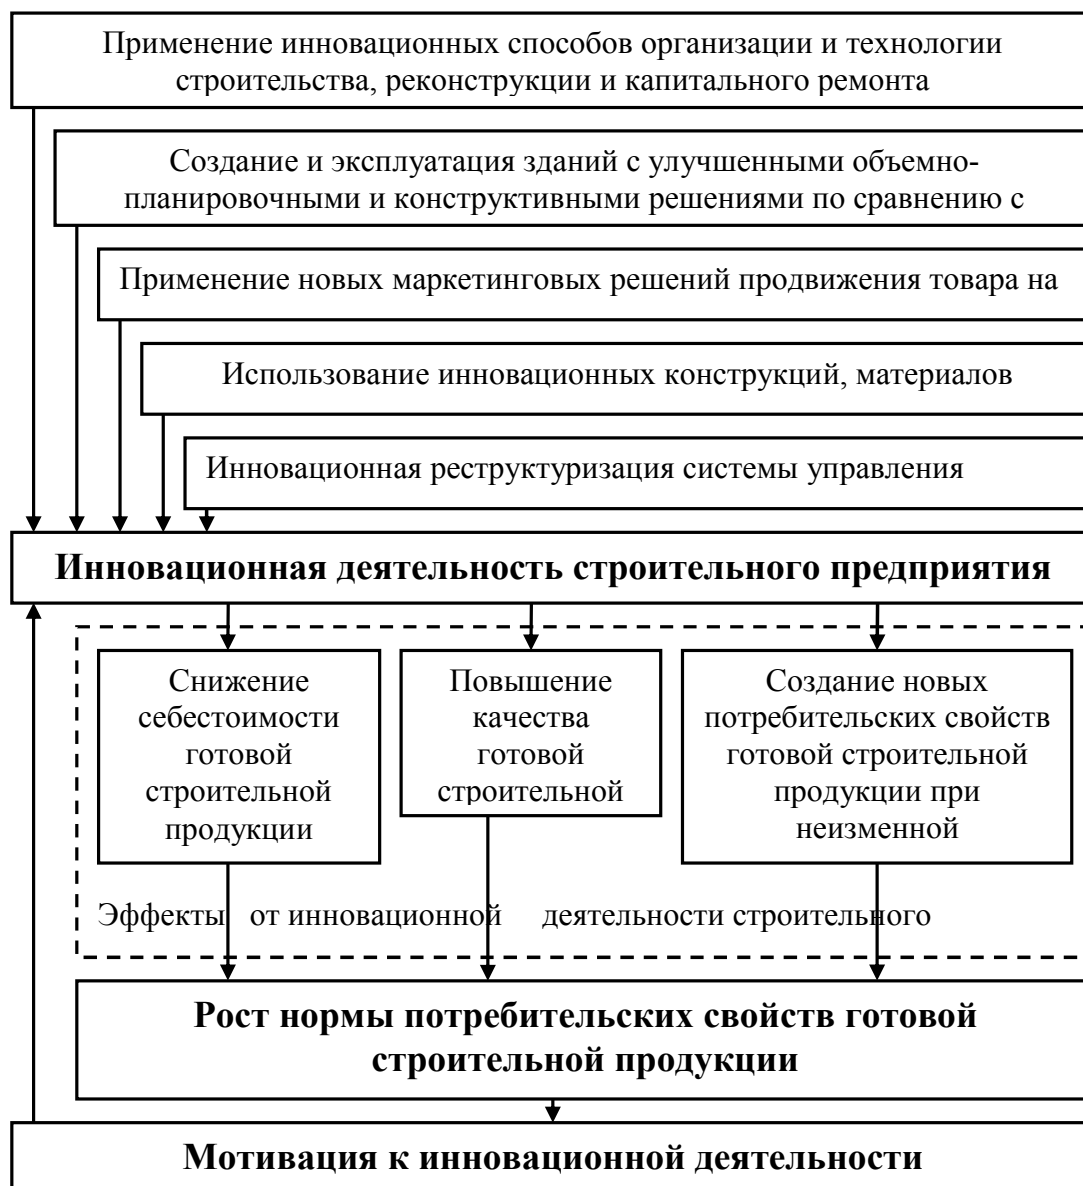 Применение инновационных способов организации и технологии
строительства, реконструкции и капитального ремонта
Создание и эксплуатация зданий с улучшенными объемно-
планировочными и конструктивными решениями по сравнению с
Применение новых маркетинговых решений продвижения товара на
Использование инновационных конструкций, материалов
Инновационная реструктуризация системы управления
Инновационная деятельность строительного предприятия
Снижение
себестоимости
готовой
строительной
продукции
Повышение
качества
готовой
строительной
Создание новых
потребительских свойств
готовой строительной
продукции при
неизменной
Эффекты от инновационной деятельности строительного
Рост нормы потребительских свойств готовой
строительной продукции
Мотивация к инновационной деятельности